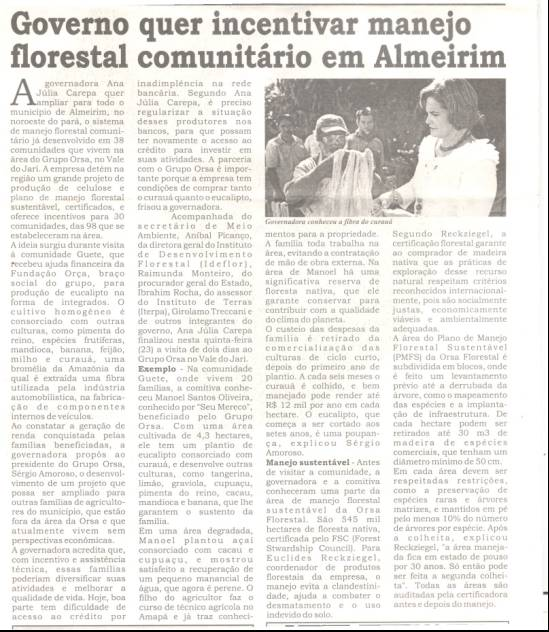 Governo quer incentivar manejo
florestal comunitário em Almeirim
A governadora Ana
Júlia Carepa quer
ampliar para todo o
município de Almeirim, no
noroeste do pará, o sistema
de manejo florestal comuni-
tário já desenvolvido em 38
comunidades que vivem na
área do Grupo Orsa, no Vale
do Jari. A empresa detém na
região um grande projeto de
produção de celulose e
plano de manejo florestal
sustentável, certificados, e
oferece incentivos para 30
comunidades, das 98 que se
estabeleceram na área.
A ideia surgiu durante visita
à comunidade Guete, que
recebeu ajuda financeira da
Fundação Orça, braço
social do grupo, para
produção de eucalipto na
forma de integrados. O
cultivo homogêneo é
consorciado com outras
culturas, como pimenta do
reino, espécies frutíferas,
mandioca, banana, feijão,
milho e curauá, uma
bromélia da Amazônia da
qual é extraída uma fibra
utilizada pela indústria
automobilística, na fabrica-
ção de componentes
internos de veículos.
Ao constatar a geração de
renda conquistada pelas
famílias beneficiadas, a
governadora propôs ao
presidente do Grupo Orsa,
Sérgio Amoroso, o desenvol-
vimento de um projeto que
possa ser ampliado para
outras famílias de agriculto-
res do município, que estão
fora da área da Orsa e que
atualmente vivem sem
perspectivas econômicas.
A governadora acredita que,
com incentivo e assistência
técnica, essas famílias
poderiam diversificar suas
atividades e melhorar a
qualidade de vida. Hoje, boa
parte tem dificuldade de
acesso ao crédito por
inadimplência na rede
bancária. Segundo Ana
Júlia Carepa, é preciso
regularizar a situação
desses produtores nos
bancos, para que possam
ter novamente o acesso ao
crédito para investir em
suas atividades. A parceria
com o Grupo Orsa é impor-
tante porque a empresa tem
condições de comprar tanto
o curauá quanto o eucalipto,
frisou a governadora.
Acompanhada do
secretário de Meio
Ambiente, Aníbal Picanço,
da diretora geral do Instituto
de Desenvolvimento
Florestal (Ideflor),
Raimunda Monteiro, do
procurador geral do Estado,
Ibrahim Rocha, do assessor
do Instituto de Terras
(Iterpa), Girolamo Treccani e
de outros integrantes do
governo, Ana Júlia Carepa
finalizou nesta quinta-feira
(23) a visita de dois dias ao
Grupo Orsa no Vale do Jari.
Exemplo - Na comunidade
Guete, onde vivem 20
famílias, a comitiva conhe-
ceu Manoel Santos Oliveira,
conhecido por "Seu Mereço",
beneficiado pelo Grupo
Orsa. Com uma área
cultivada de 4,3 hectares,
ele tem um plantio de
eucalipto consorciado com
curauá, e desenvolve outras
culturas, como tangerina,
limão, graviola, cupuaçu,
pimenta do reino, cacau,
mandioca e banana, que lhe
garantem o sustento da
família.
Em uma área degradada,
Manoel plantou açaí
consorciado com cacau e
cupuaçu, e mostrou
satisfeito a recuperação de
um pequeno manancial de
água, que agora é perene. O
filho do agricultor faz o
curso de técnico agrícola no
Amapá e já traz conheci-
Governadora conheceu a fibra do curauá
mentos para a propriedade.
A família toda trabalha na
área, evitando a contratação
de mão de obra externa. Na
área de Manoel há uma
significativa reserva de
floresta nativa, que ele
garante conservar para
contribuir com a qualidade
do clima do planeta.
O custeio das despesas da
família é retirado da
comercialização das
culturas de ciclo curto,
depois do primeiro ano de
plantio. A cada seis meses o
curauá é colhido, e bem
manejado pode render até
R$ 12 mil por ano em cada
hectare. O eucalipto, que
começa a ser cortado aos
setes anos, é uma poupan-
ça, explicou Sérgio
Amoroso.
Manejo sustentável - Antes
de visitar a comunidade, a
governadora e a comitiva
conheceram uma parte da
área de manejo florestal
sustentável da Orsa
Florestal. São 545 mil
hectares de floresta nativa,
certificada pelo FSC (Forest
Stwardship Council). Para
Euclides Reckziegel,
coordenador de produtos
florestais da empresa, o
manejo evita a clandestini-
dade, ajuda a combater o
desmatamento e o uso
indevido do solo.
Segundo Reckziegel, a
certificação florestal garante
ao comprador de madeira
nativa que as práticas de
exploração desse recurso
natural respeitam critérios
reconhecidos internacional-
mente, pois são socialmente
justas, economicamente
viáveis e ambientalmente
adequadas.
A área do Plano de Manejo
Florestal Sustentável
(PMFS) da Orsa Florestal é
subdividida em blocos, onde
é feito um levantamento
prévio até a derrubada da
árvore, como o mapeamento
das espécies e a implanta-
ção de infraestrutura. De
cada hectare podem ser
retirados até 30 m3 de
madeira de espécies
comerciais, que tenham um
diâmetro mínimo de 50 cm.
Em cada área devem ser
respeitadas restrições,
como a preservação de
espécies raras e árvores
matrizes, e mantidos em pé
pelo menos 10% do número
de árvores por espécie. Após
a colheita, explicou
Reckziegel, "a área maneja-
da fica em estado de pouso
por 30 anos. Só então pode
ser feita a segunda colhei-
ta". Todas as áreas são
auditadas pela certificadora
antes e depois do manejo.